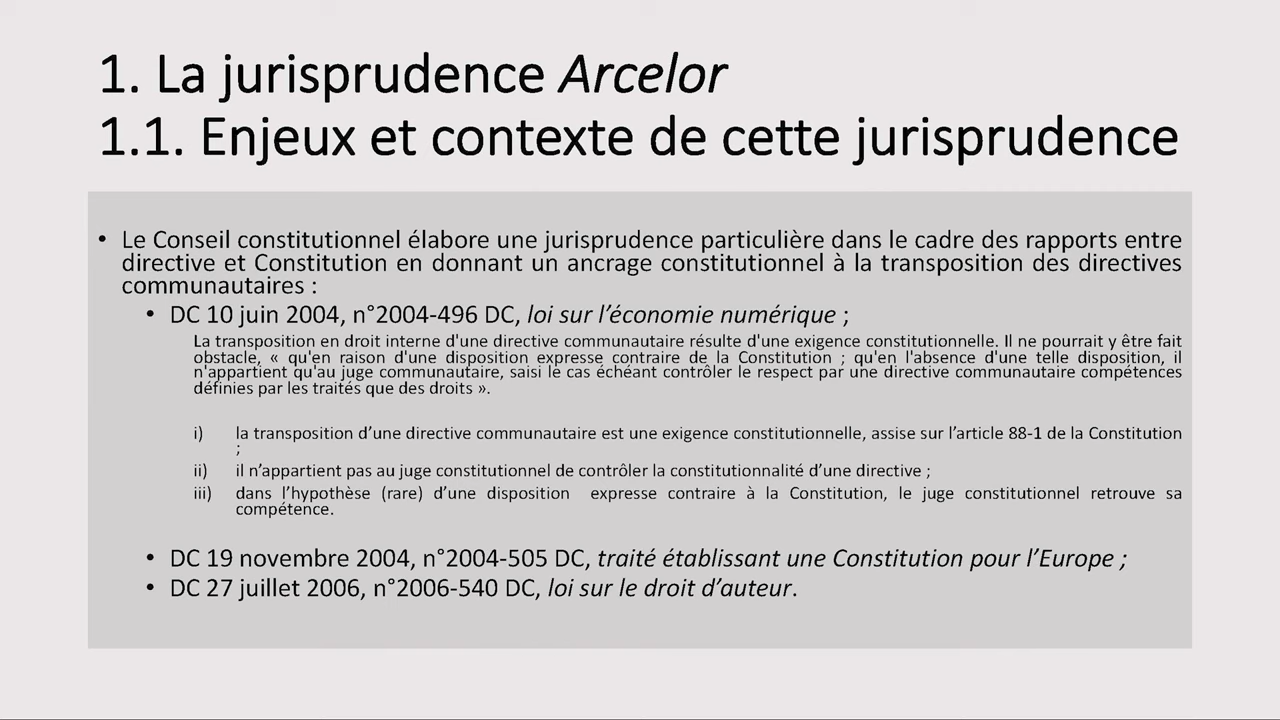 1. La jurisprudence Arcelor
1.1. Enjeux et contexte de cette jurisprudence
• Le Conseil constitutionnel élabore une jurisprudence particulière dans le cadre des rapports entre
directive et Constitution en donnant un ancrage constitutionnel à la transposition des directives
communautaires :
• DC 10 juin 2004, n°2004-496 DC, loi sur l’économie numérique ;
La transposition en droit interne d'une directive communautaire résulte d'une exigence constitutionnelle. Il ne pourrait y être fait
obstacle, « qu'en raison d'une disposition expresse contraire de la Constitution ; qu'en l'absence d'une telle disposition, il
n'appartient qu'au juge communautaire, saisi le cas échéant contrôler le respect par une directive communautaire compétences
définies par les traités que des droits ».
i) la transposition d’une directive communautaire est une exigence constitutionnelle, assise sur l’article 88-1 de la Constitution
;
ii) il n’appartient pas au juge constitutionnel de contrôler la constitutionnalité d’une directive ;
iii) dans l’hypothèse (rare) d’une disposition expresse contraire à la Constitution, le juge constitutionnel retrouve sa
compétence.
• DC 19 novembre 2004, n°2004-505 DC, traité établissant une Constitution pour l’Europe ;
• DC 27 juillet 2006, n°2006-540 DC, loi sur le droit d’auteur.